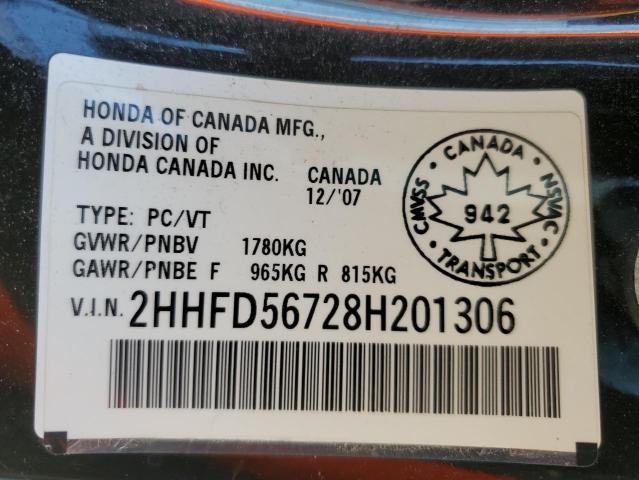 HONDA OF CANADA MFG.,
A DIVISION OF
HONDA CANADA INC. CANADA
12/'07
TYPE: PC/VT
GVWR/PNBV 1780KG
GAWR/PNBE F 965KG R 815KG
V.I.N. 2HHFD56728H201306
CMVSS · CANADA · NSVAC
942
· TRANSPORT ·